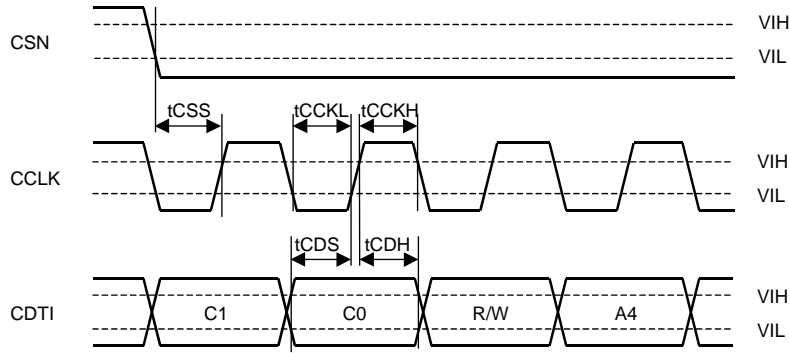 CSN
VIH
VIL
tCSS
tCCKL
tCCKH
CCLK
VIH
VIL
tCDS
tCDH
CDTI
C1
C0
R/W
A4
VIH
VIL